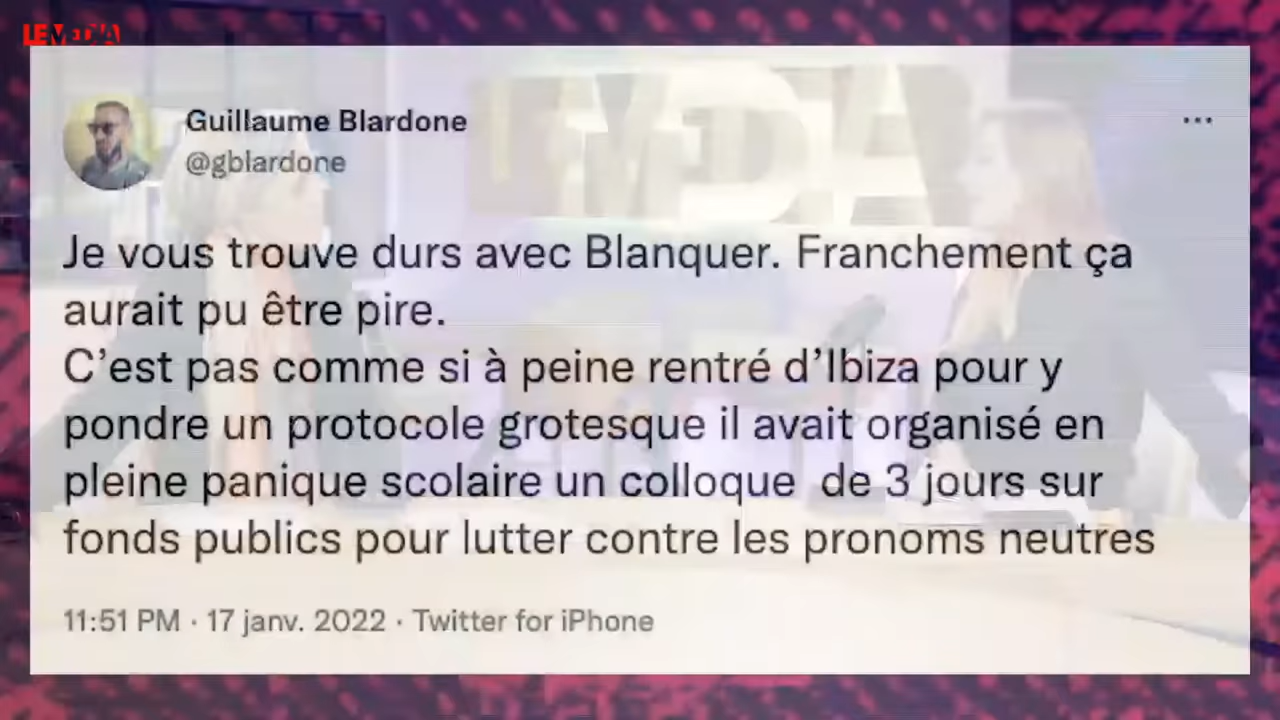 LEMEDIA
LEMEDIA
Guillaume Blardone
@gblardone
Je vous trouve durs avec Blanquer. Franchement ça
aurait pu être pire.
C’est pas comme si à peine rentré d’Ibiza pour y
pondre un protocole grotesque il avait organisé en
pleine panique scolaire un colloque  de 3 jours sur
fonds publics pour lutter contre les pronoms neutres
11:51 PM · 17 janv. 2022 · Twitter for iPhone